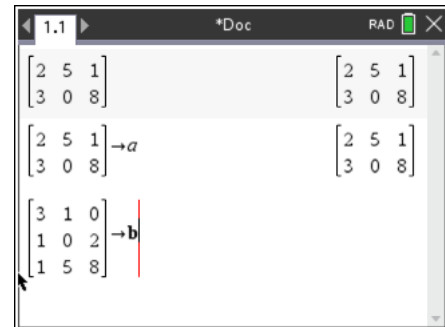 1.1 *Doc RAD
[2 5 1] [2 5 1]
[3 0 8] [3 0 8]
[2 5 1] →a [2 5 1]
[3 0 8] [3 0 8]
[3 1 0]
[1 0 2] →b
[1 5 8]